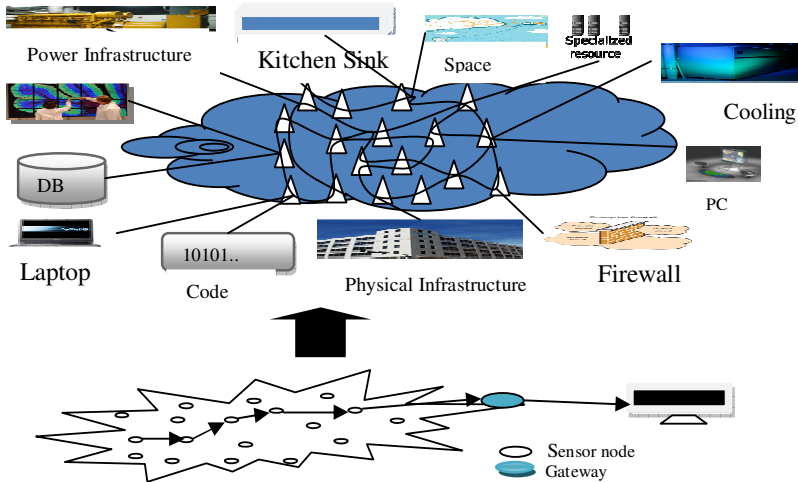 Power Infrastructure
Kitchen Sink
Space
Specialized
resource
Cooling
DB
PC
Laptop
10101..
Code
Physical Infrastructure
Firewall
Sensor node
Gateway